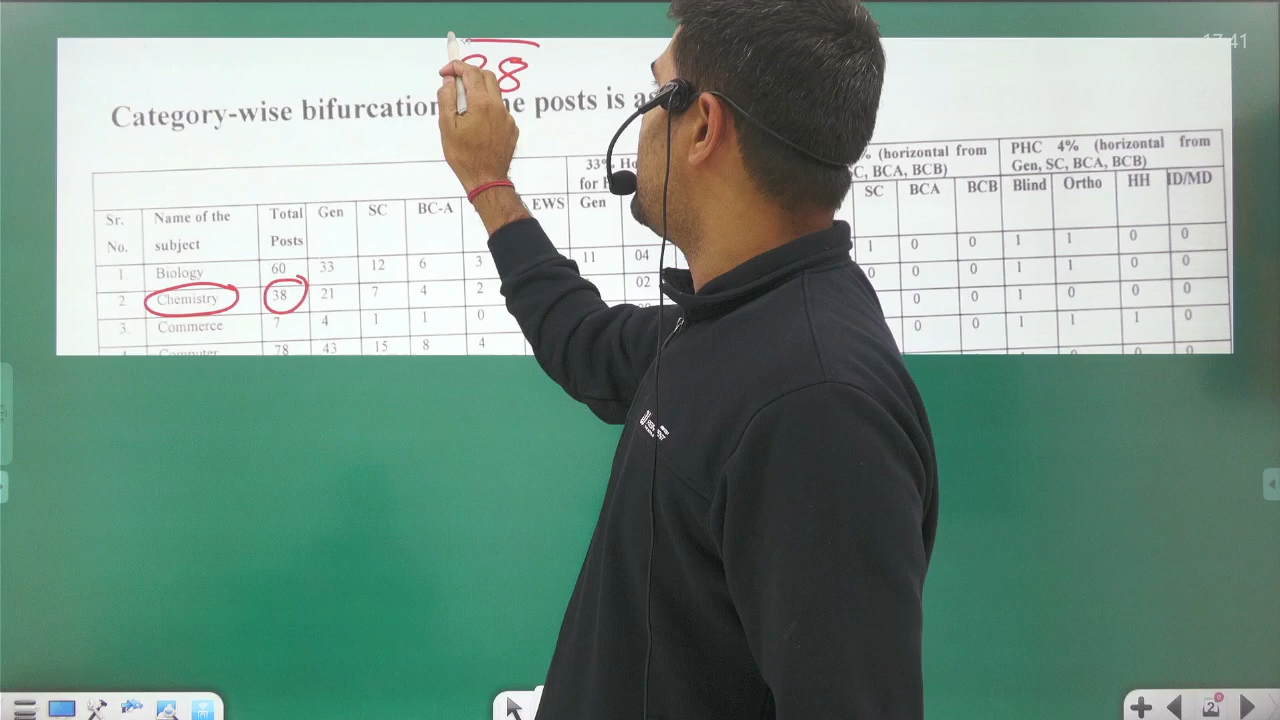 17:41
38
Category-wise bifurcation posts is as
33% Ho % (horizontal from PHC 4% (horizontal from
for C, BCA, BCB) Gen, SC, BCA, BCB)
Sr. Name of the Total Gen SC BC-A EWS Gen SC BCA BCB Blind Ortho HH ID/MD
No. subject Posts
1. Biology 60 33 12 6 3 11 04 1 0 0 1 1 0 0
2 Chemistry 38 21 7 4 2 02 0 0 0 1 1 0 0
3. Commerce 7 4 1 1 0 0 0 1 0 0 0
Computer 78 43 15 8 4 0 0 1 1 1 0
2